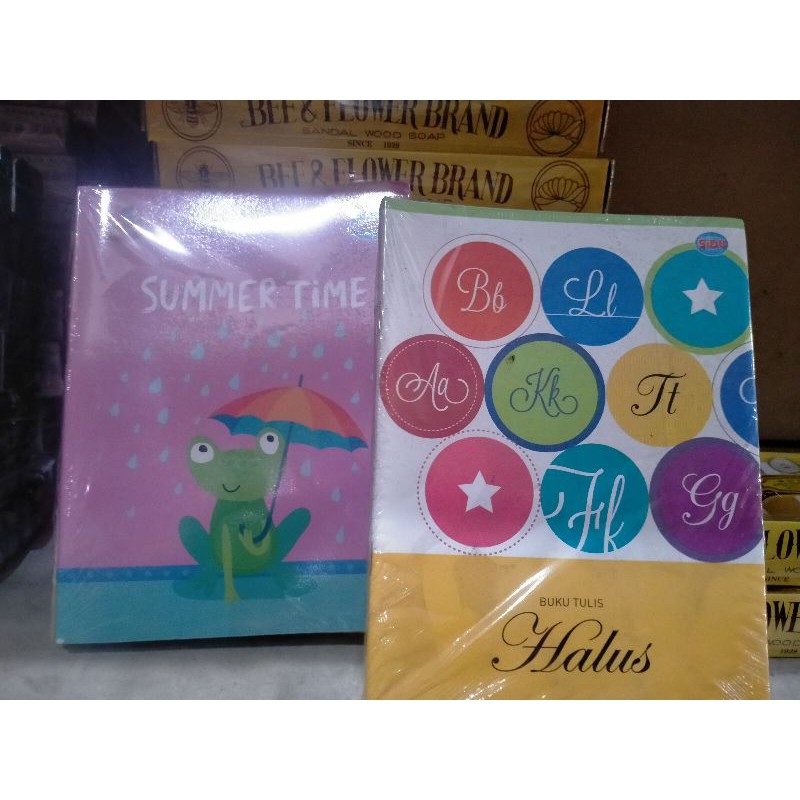 BEE & FLOWER BRAND
SANDAL WOOD SOAP
SINCE 1928
BEE & FLOWER BRAND
SUMMER TIME
SiDU
Bb
Ll
Aa
Kk
Tt
Ff
Gg
BUKU TULIS
Halus